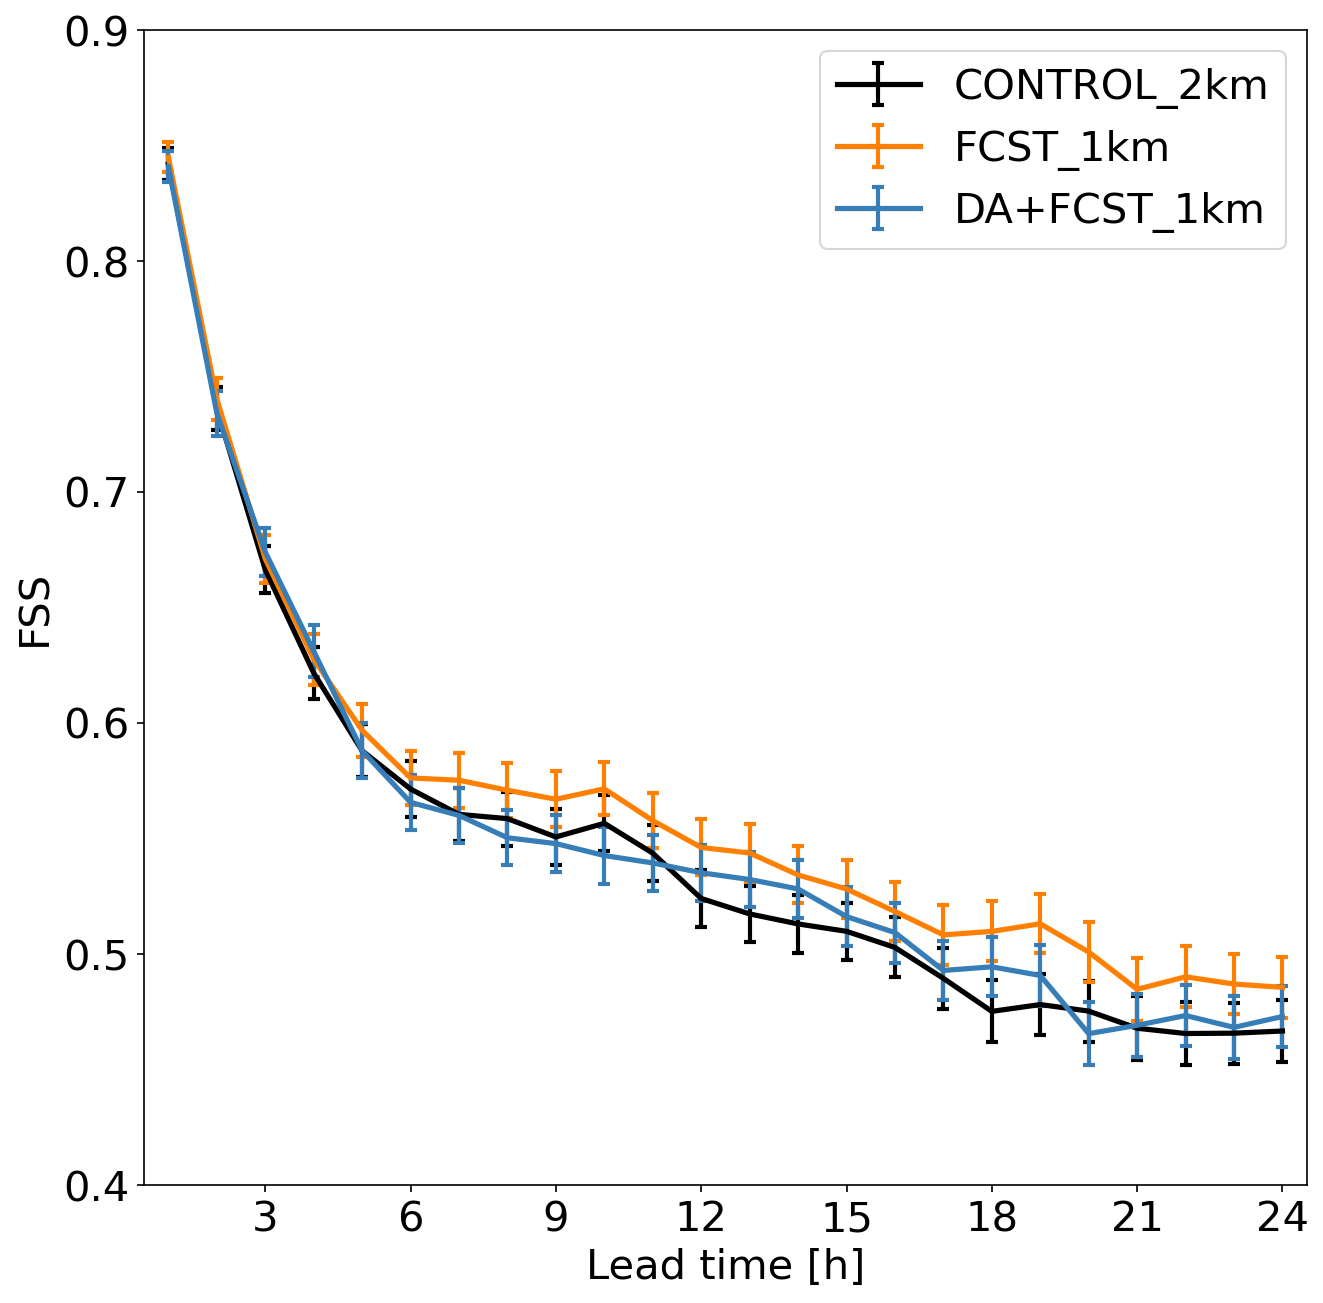 CONTROL_2km
FCST_1km
DA+FCST_1km
0.9
0.8
0.7
0.6
0.5
0.4
FSS
3 6 9 12 15 18 21 24
Lead time [h]